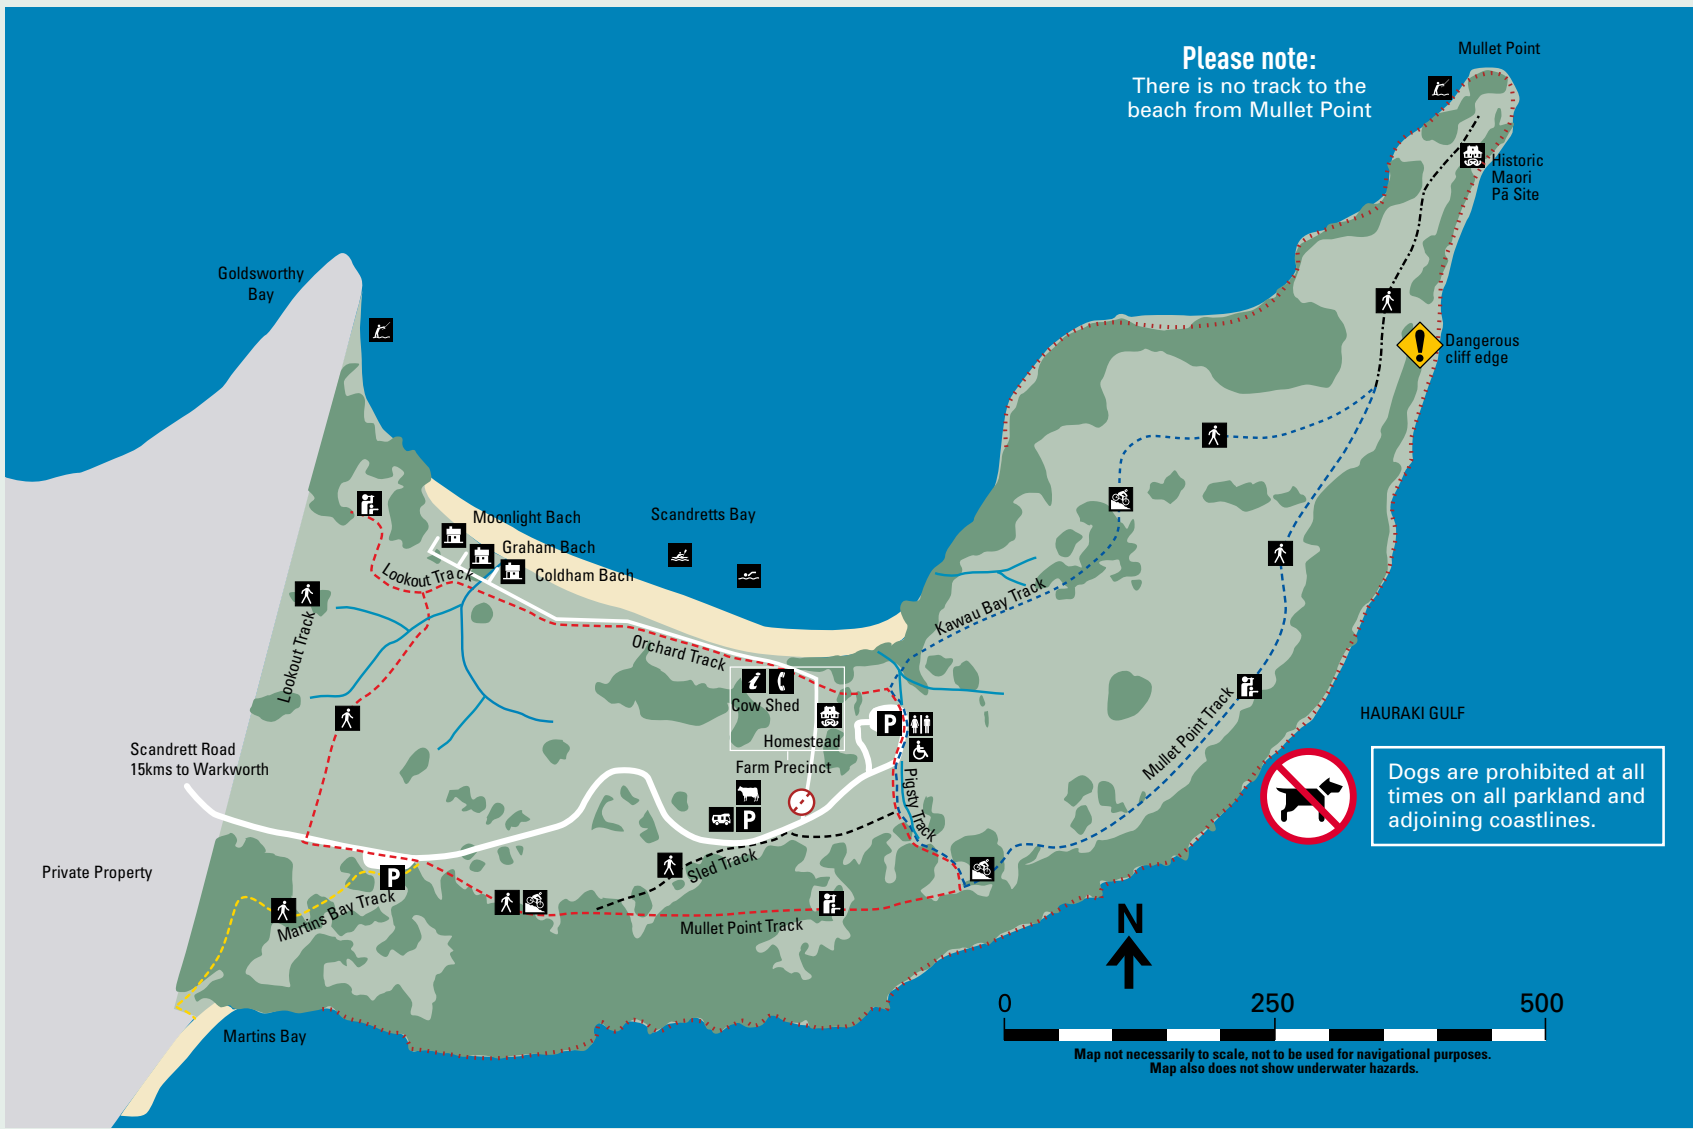 Mullet Point
Please note:
There is no track to the
beach from Mullet Point
Historic
Maori
Pā Site
Goldsworthy
Bay
Dangerous
cliff edge
Moonlight Bach
Scandretts Bay
Graham Bach
Coldham Bach
Lookout Track
Kawau Bay Track
Lookout Track
Orchard Track
i
Cow Shed
P
Homestead
Mullet Point Track
HAURAKI GULF
Scandrett Road
15kms to Warkworth
Farm Precinct
Pigsty Track
Dogs are prohibited at all
times on all parkland and
adjoining coastlines.
P
Sled Track
Private Property
P
Martins Bay Track
Mullet Point Track
N
0 250 500
Martins Bay
Map not necessarily to scale, not to be used for navigational purposes.
Map also does not show underwater hazards.